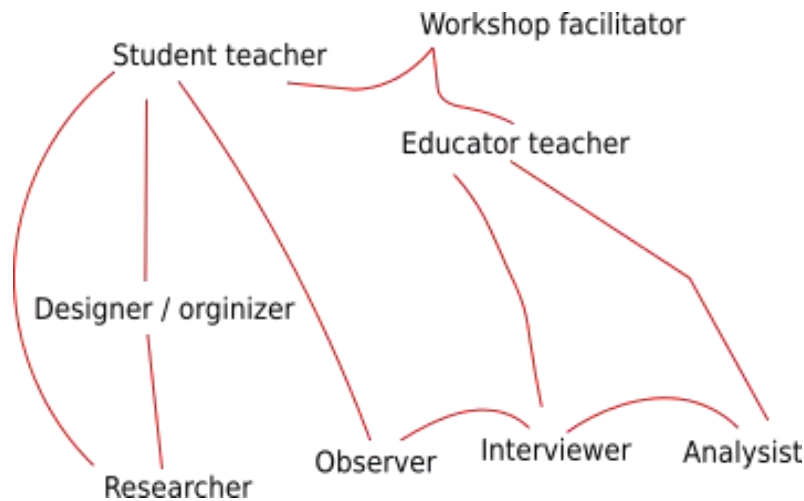 Workshop facilitator
Student teacher
Educator teacher
Designer / orginizer
Observer
Interviewer
Analysist
Researcher